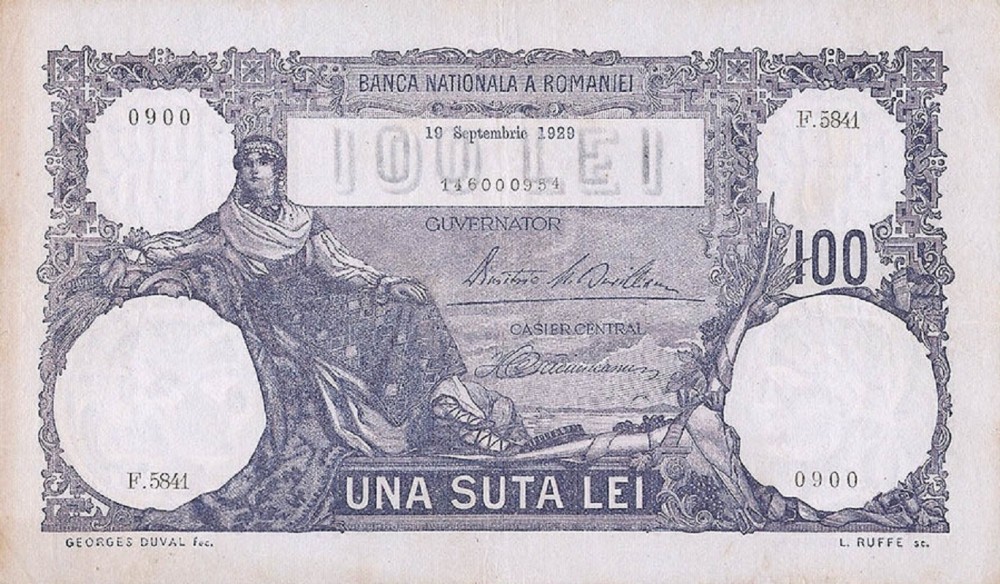 BANCA NATIONALA A ROMANIEI
0900
F.5841
19 Septembrie 1929
100 LEI
146000954
GUVERNATOR
100
CASIER CENTRAL
F.5841
0900
UNA SUTA LEI
GEORGES DUVAL fec.
L. RUFFE sc.